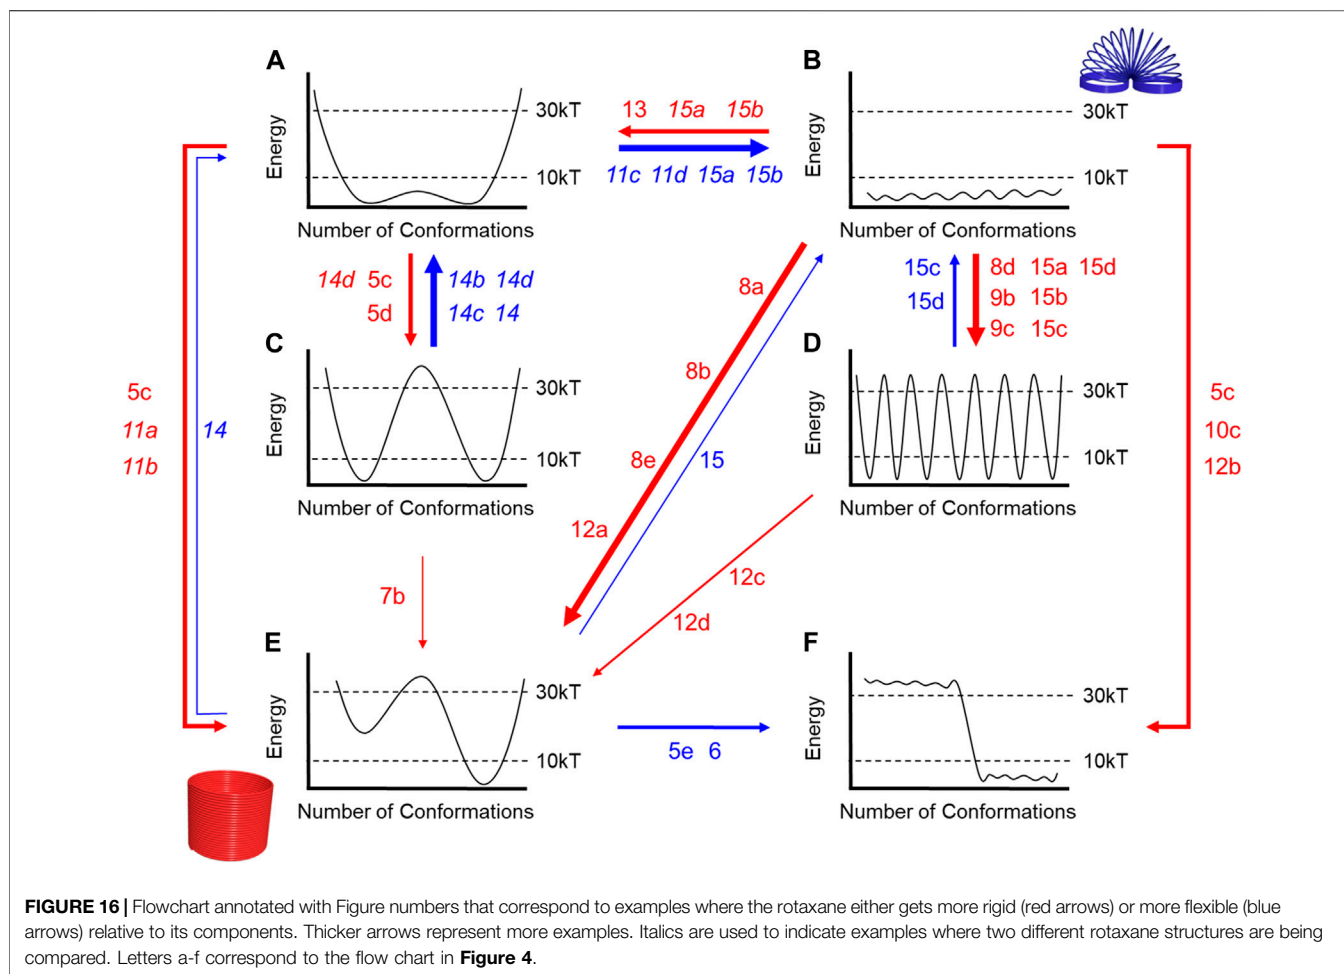 A
B
30kT
10kT
Energy
Number of Conformations
13 15a 15b
11c 11d 15a 15b
30kT
10kT
Energy
Number of Conformations
14d 5c
5d
14b 14d
14c 14
8a
15c
15d
8d 15a 15d
9b 15b
9c 15c
C
D
30kT
10kT
Energy
Number of Conformations
5c
11a
11b
14
8b
8e
15
12a
30kT
10kT
Energy
Number of Conformations
5c
10c
12b
7b
12c
12d
E
F
30kT
10kT
Energy
Number of Conformations
5e 6
30kT
10kT
Energy
Number of Conformations
FIGURE 16 | Flowchart annotated with Figure numbers that correspond to examples where the rotaxane either gets more rigid (red arrows) or more flexible (blue
arrows) relative to its components. Thicker arrows represent more examples. Italics are used to indicate examples where two different rotaxane structures are being
compared. Letters a-f correspond to the flow chart in Figure 4.